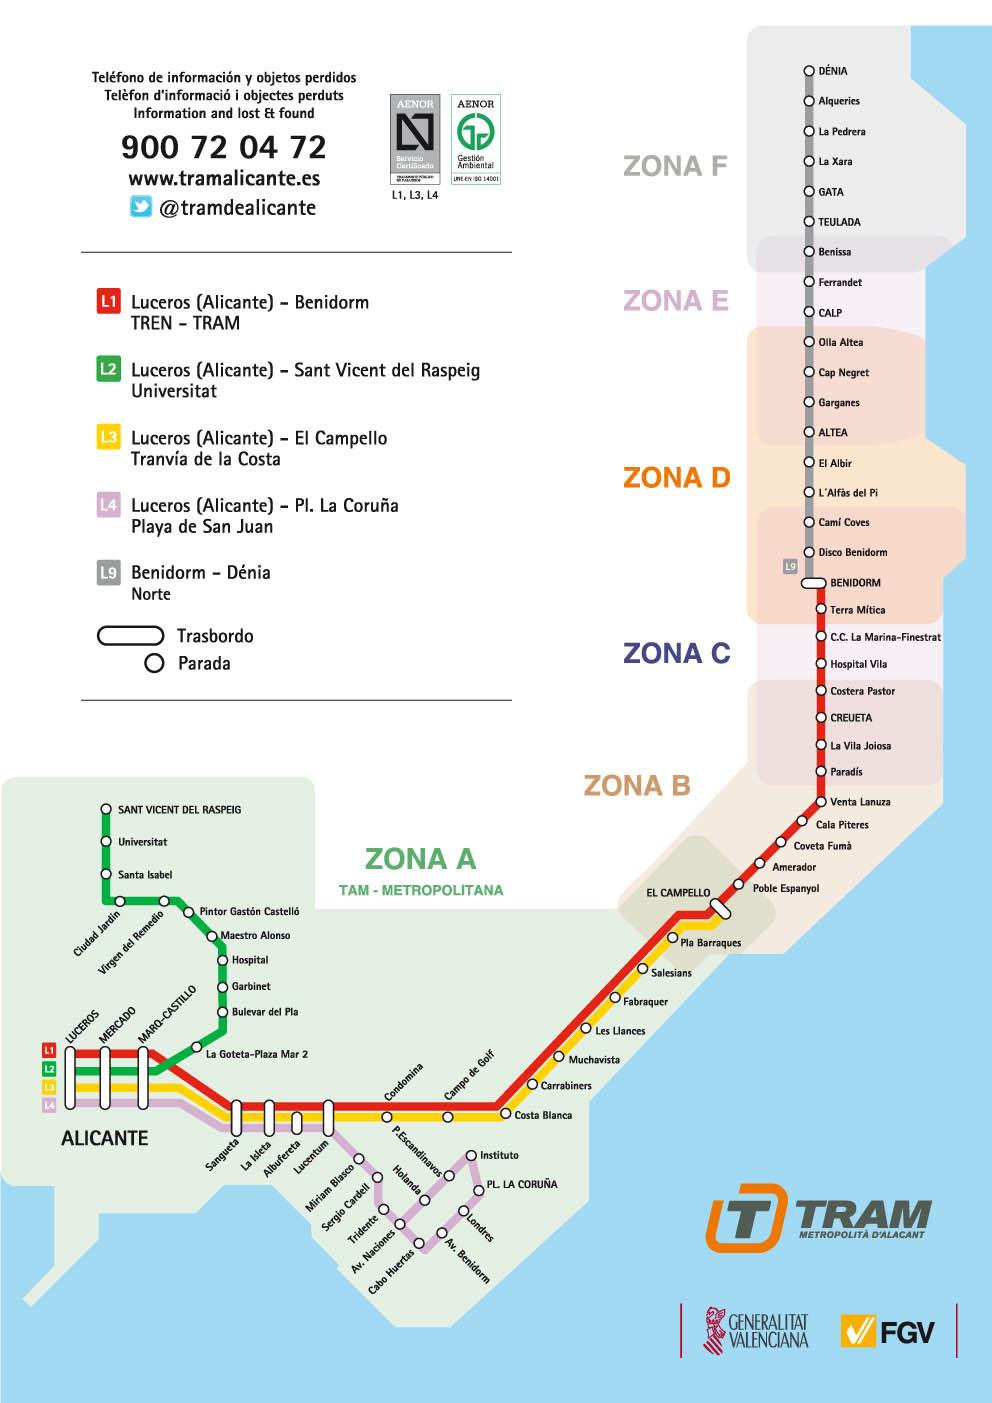 Teléfono de información y objetos perdidos
Telèfon d'informació i objectes perduts
Information and lost & found
900 72 04 72
www.tramalicante.es
@tramdealicante
AENOR
Servicio
Certificado
TRANSPORTE PÚBLICO
DE PASAJEROS
AENOR
Gestión
Ambiental
UNE-EN ISO 14001
L1, L3, L4
L1 Luceros (Alicante) - Benidorm
TREN - TRAM
L2 Luceros (Alicante) - Sant Vicent del Raspeig
Universitat
L3 Luceros (Alicante) - El Campello
Tranvía de la Costa
L4 Luceros (Alicante) - Pl. La Coruña
Playa de San Juan
L9 Benidorm - Dénia
Norte
Trasbordo
Parada
ZONA F
ZONA E
ZONA D
ZONA C
ZONA B
ZONA A
TAM - METROPOLITANA
DÉNIA
Alqueries
La Pedrera
La Xara
GATA
TEULADA
Benissa
Ferrandet
CALP
Olla Altea
Cap Negret
Garganes
ALTEA
El Albir
L´Alfàs del Pi
Camí Coves
Disco Benidorm
L9
BENIDORM
Terra Mítica
C.C. La Marina-Finestrat
Hospital Vila
Costera Pastor
CREUETA
La Vila Joiosa
Paradís
Venta Lanuza
Cala Piteres
Coveta Fumà
Amerador
Poble Espanyol
EL CAMPELLO
Pla Barraques
Salesians
Fabraquer
Les Llances
Muchavista
Carrabiners
Costa Blanca
Campo de Golf
Condomina
SANT VICENT DEL RASPEIG
Universitat
Santa Isabel
Ciudad Jardín
Virgen del Remedio
Pintor Gastón Castelló
Maestro Alonso
Hospital
Garbinet
Bulevar del Pla
La Goteta-Plaza Mar 2
LUCEROS
MERCADO
MARQ-CASTILLO
L1
L2
L3
L4
ALICANTE
Sangueta
La Isleta
Albufereta
Lucentum
Miriam Blasco
Sergio Cardell
Tridente
Av. Naciones
Cabo Huertas
Av. Benidorm
Londres
PL. LA CORUÑA
Instituto
P.Escandinavos
Holanda
TRAM
METROPOLITÀ D'ALACANT
GENERALITAT
VALENCIANA
FGV